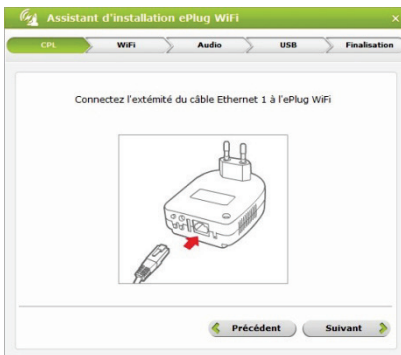 Assistant d'installation ePlug WiFi
CPL WiFi Audio USB Finalisation
Connectez l'extémité du câble Ethernet 1 à l'ePlug WiFi
Précédent Suivant